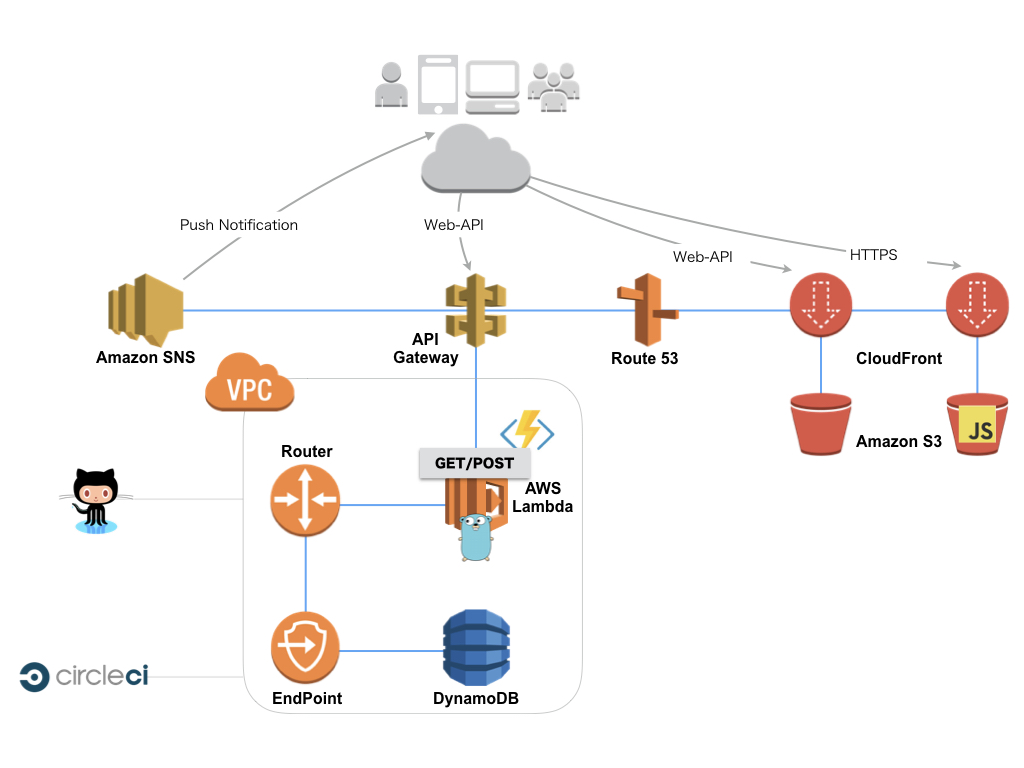 Push Notification
Web-API
Web-API
HTTPS
Amazon SNS
API
Gateway
Route 53
CloudFront
VPC
Amazon S3
JS
Router
GET/POST
AWS
Lambda
circleci
EndPoint
DynamoDB